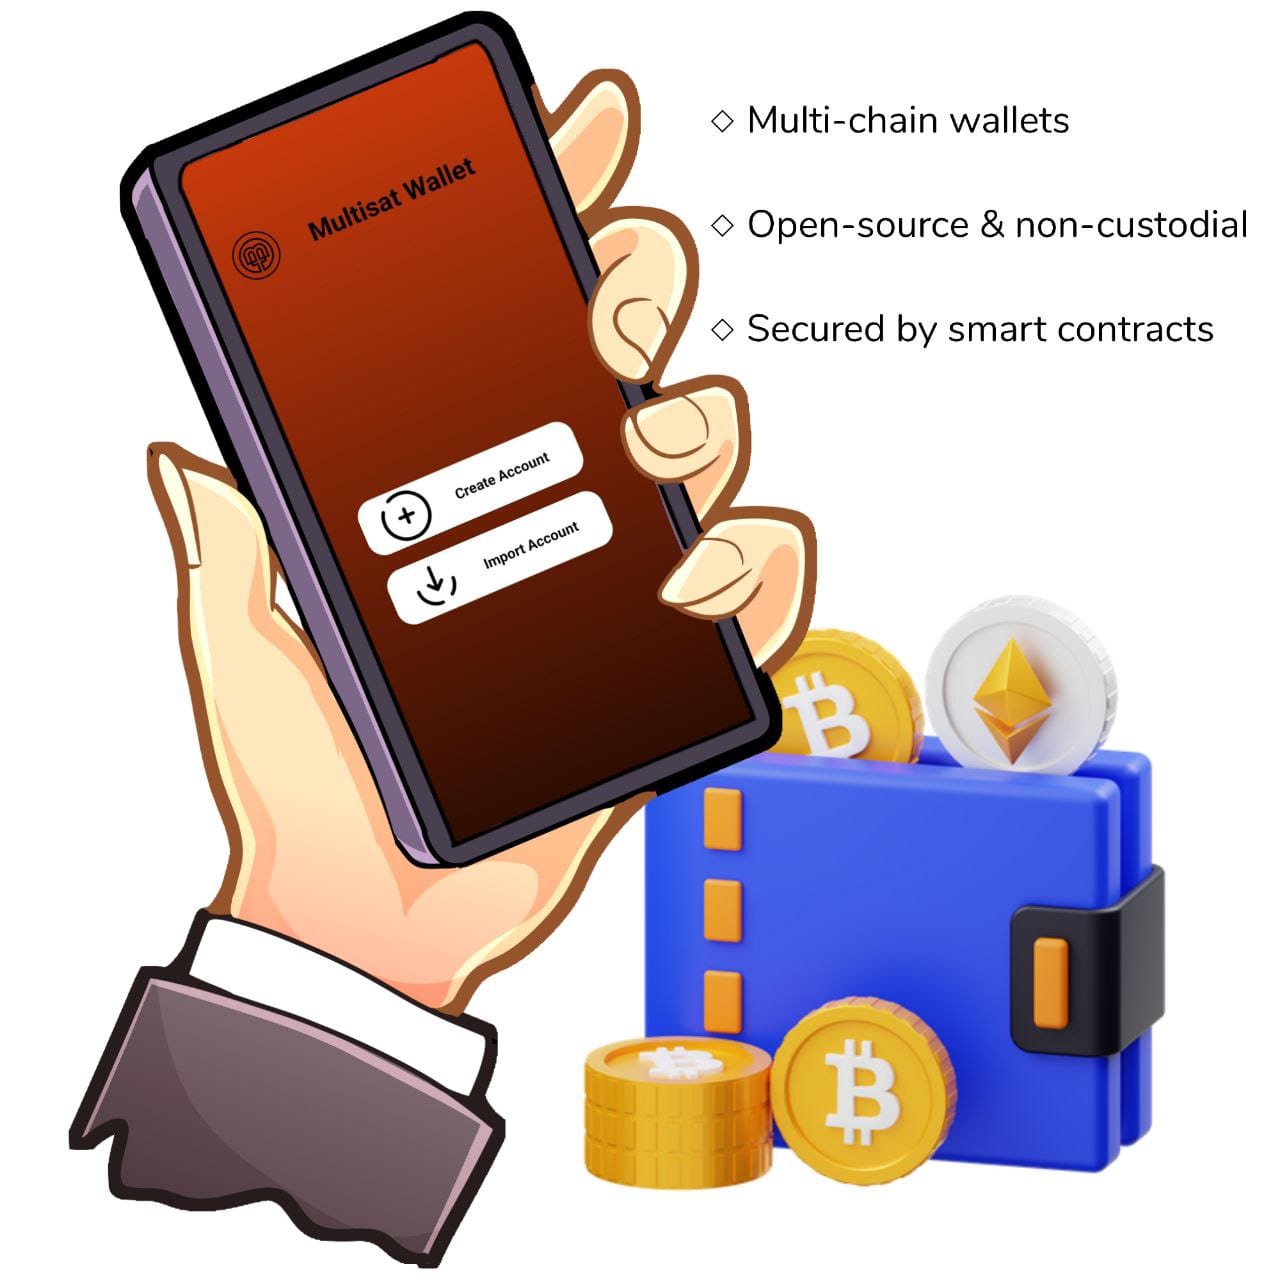 Multisat Wallet
Create Account
Import Account
Multi-chain wallets
Open-source & non-custodial
Secured by smart contracts